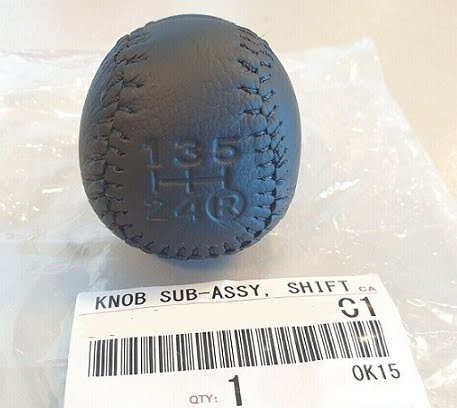 135
24R
KNOB SUB-ASSY, SHIFT CA
C1
0K15
QTY: 1